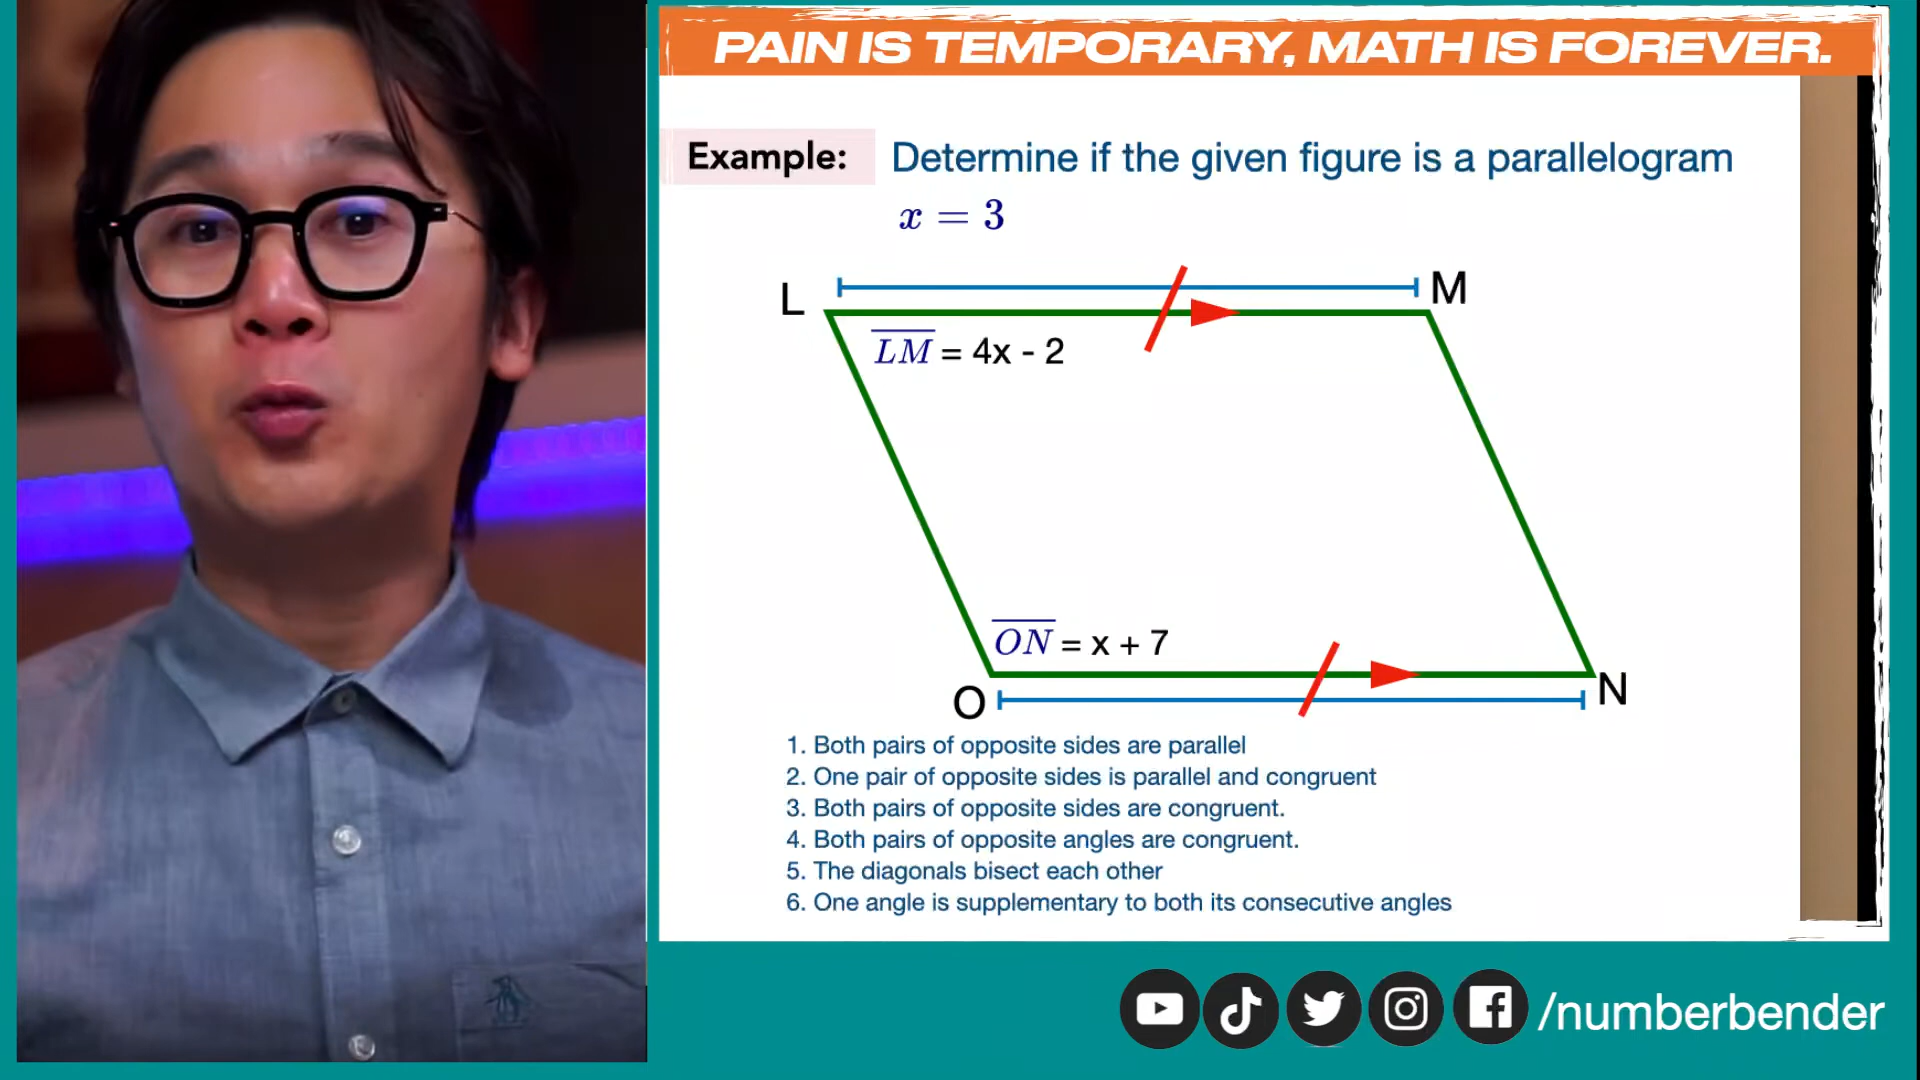 PAIN IS TEMPORARY, MATH IS FOREVER.
Example: Determine if the given figure is a parallelogram
x = 3
L
M
LM = 4x - 2
ON = x + 7
O
N
1. Both pairs of opposite sides are parallel
2. One pair of opposite sides is parallel and congruent
3. Both pairs of opposite sides are congruent.
4. Both pairs of opposite angles are congruent.
5. The diagonals bisect each other
6. One angle is supplementary to both its consecutive angles
/numberbender